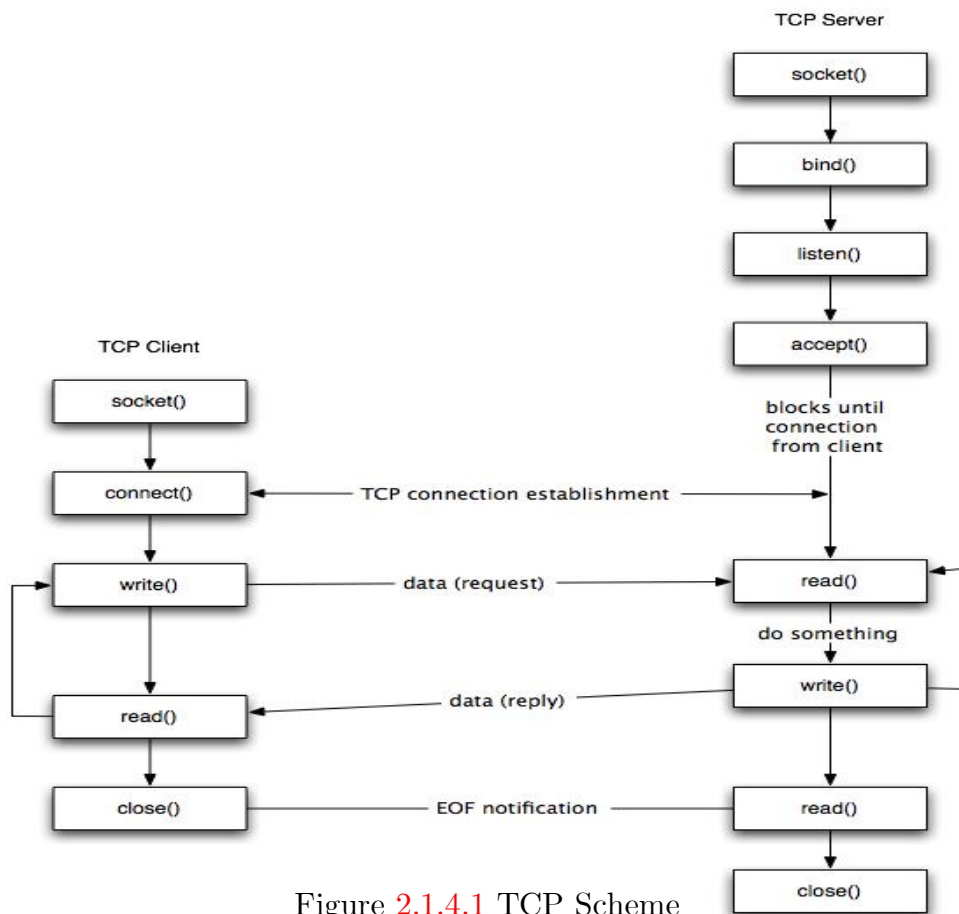 TCP Server
socket()
bind()
listen()
accept()
blocks until
connection
from client
TCP Client
socket()
connect()
TCP connection establishment
write()
data (request)
read()
do something
write()
data (reply)
read()
close()
EOF notification
read()
close()
Figure 2.1.4.1 TCP Scheme